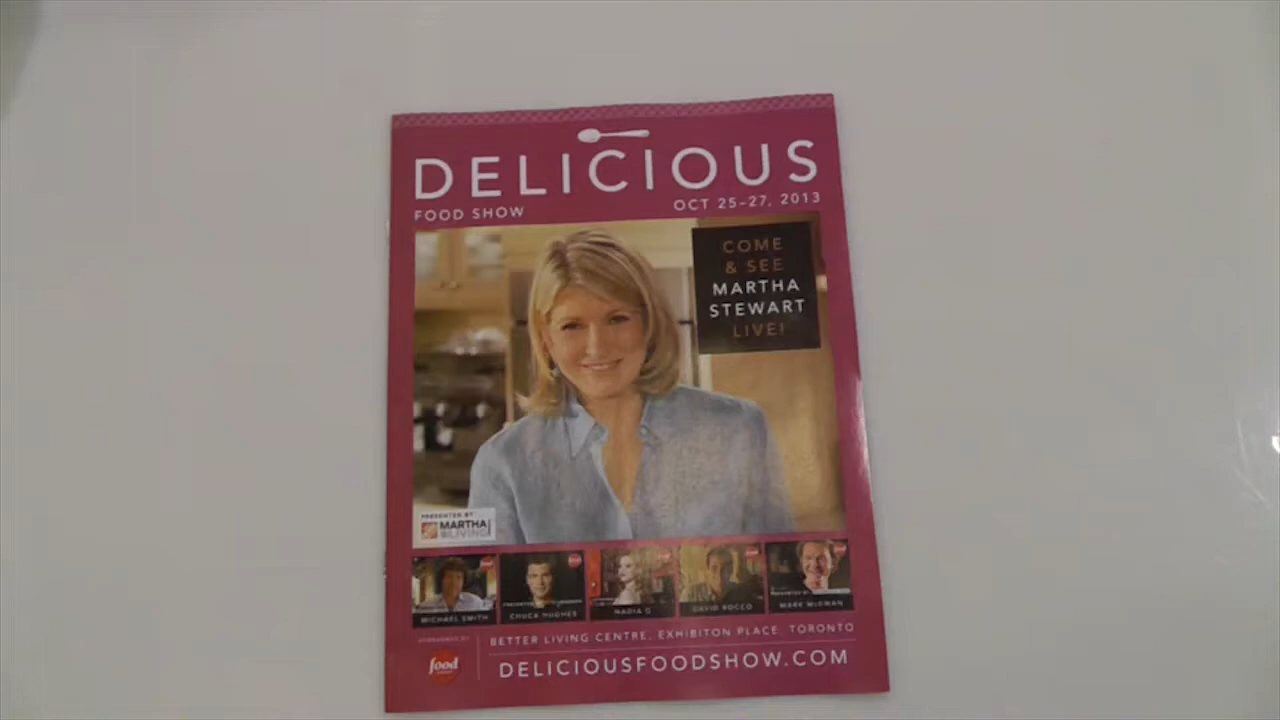 DELICIOUS
FOOD SHOW
OCT 25-27, 2013
COME
& SEE
MARTHA
STEWART
LIVE!
PRESENTED BY
MARTHA
LIVING
MICHAEL SMITH
CHUCK HUGHES
NADIA G
DAVID ROCCO
MARK McEWAN
BETTER LIVING CENTRE, EXHIBITON PLACE, TORONTO
food
DELICIOUSFOODSHOW.COM